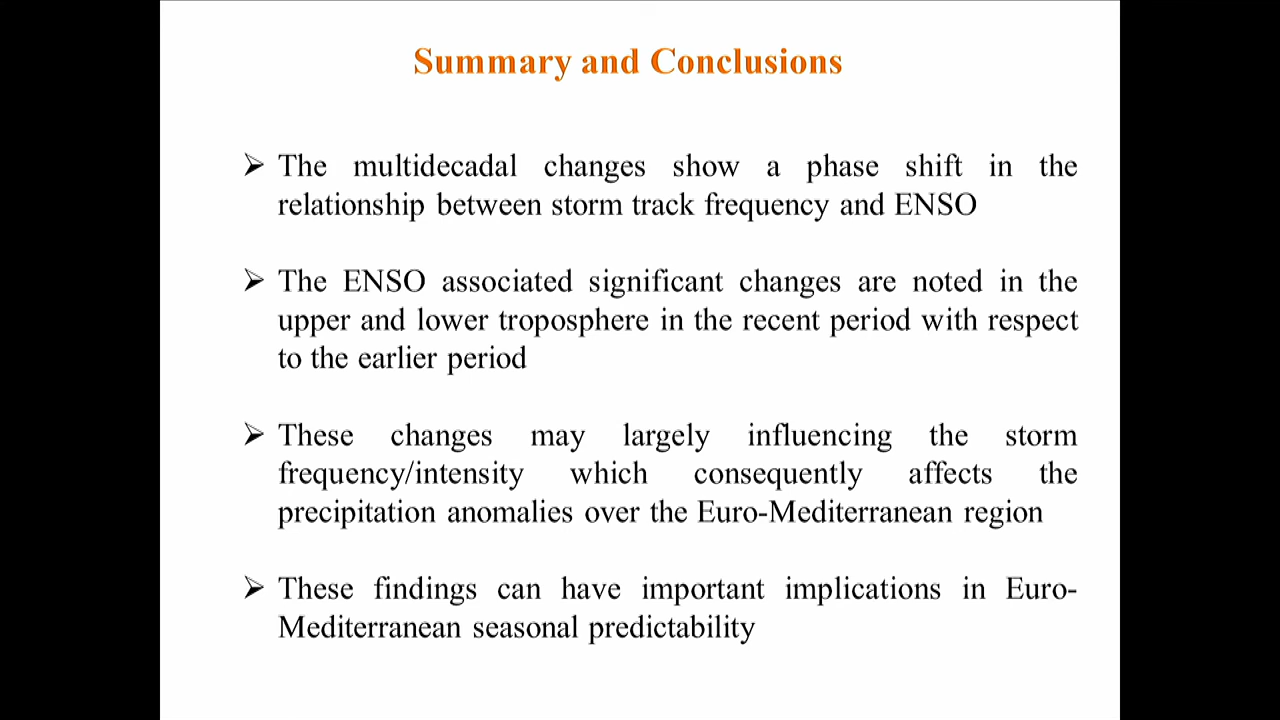 Summary and Conclusions
➢ The multidecadal changes show a phase shift in the
relationship between storm track frequency and ENSO
➢ The ENSO associated significant changes are noted in the
upper and lower troposphere in the recent period with respect
to the earlier period
➢ These changes may largely influencing the storm
frequency/intensity which consequently affects the
precipitation anomalies over the Euro-Mediterranean region
➢ These findings can have important implications in Euro-
Mediterranean seasonal predictability